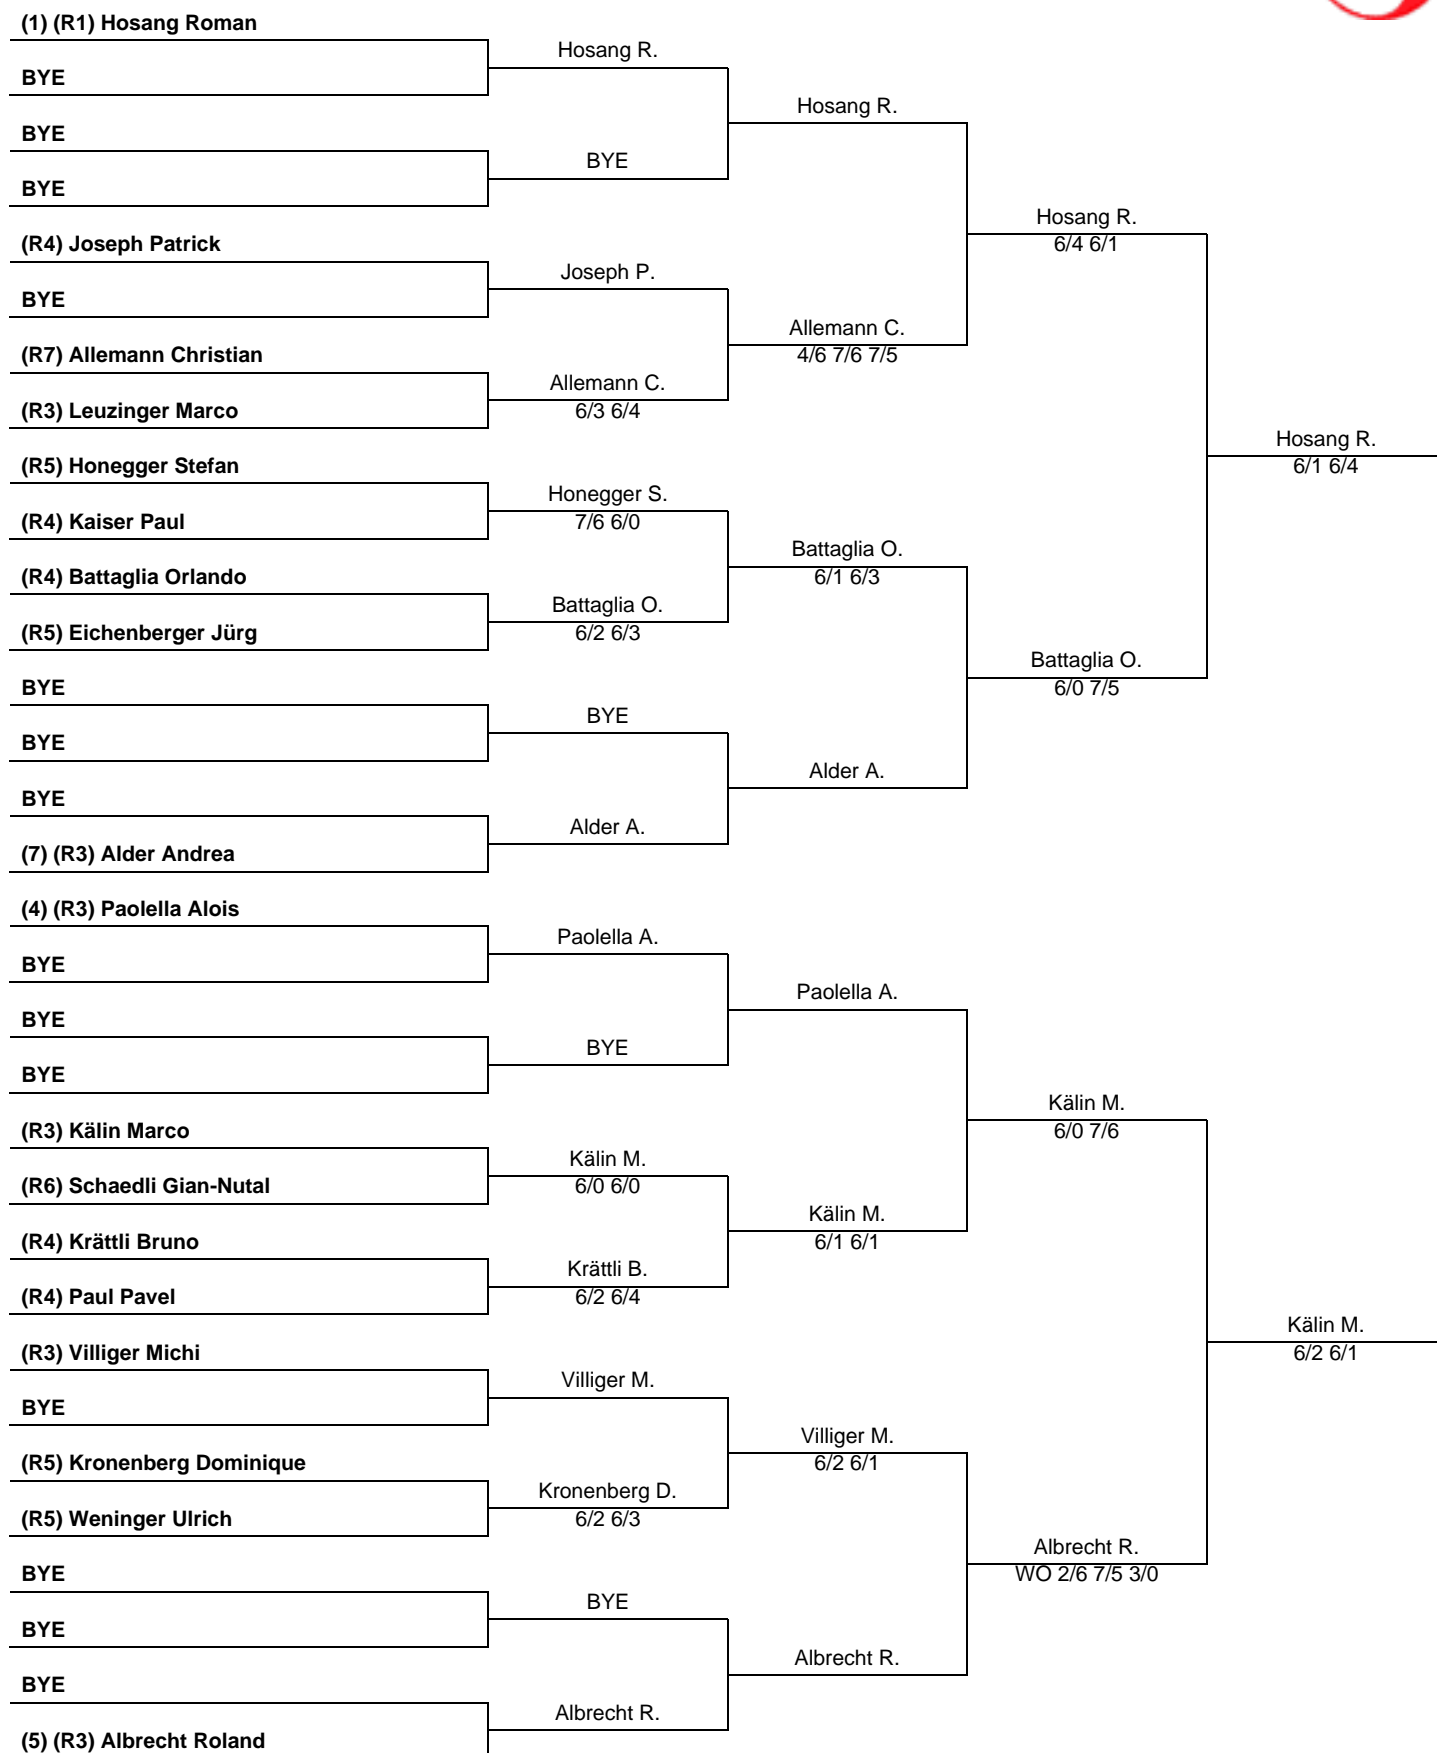 (1) (R1) Hosang Roman
BYE
BYE
BYE
(R4) Joseph Patrick
BYE
(R7) Allemann Christian
(R3) Leuzinger Marco
(R5) Honegger Stefan
(R4) Kaiser Paul
(R4) Battaglia Orlando
(R5) Eichenberger Jürg
BYE
BYE
BYE
(7) (R3) Alder Andrea
(4) (R3) Paolella Alois
BYE
BYE
BYE
(R3) Kälin Marco
(R6) Schaedli Gian-Nutal
(R4) Krättli Bruno
(R4) Paul Pavel
(R3) Villiger Michi
BYE
(R5) Kronenberg Dominique
(R5) Weninger Ulrich
BYE
BYE
BYE
(5) (R3) Albrecht Roland
Hosang R.
BYE
Joseph P.
Allemann C.
6/3 6/4
Honegger S.
7/6 6/0
Battaglia O.
6/2 6/3
BYE
Alder A.
Paolella A.
BYE
Kälin M.
6/0 6/0
Krättli B.
6/2 6/4
Villiger M.
Kronenberg D.
6/2 6/3
BYE
Albrecht R.
Hosang R.
Allemann C.
4/6 7/6 7/5
Battaglia O.
6/1 6/3
Alder A.
Paolella A.
Kälin M.
6/1 6/1
Villiger M.
6/2 6/1
Albrecht R.
Hosang R.
6/4 6/1
Battaglia O.
6/0 7/5
Kälin M.
6/0 7/6
Albrecht R.
WO 2/6 7/5 3/0
Hosang R.
6/1 6/4
Kälin M.
6/2 6/1